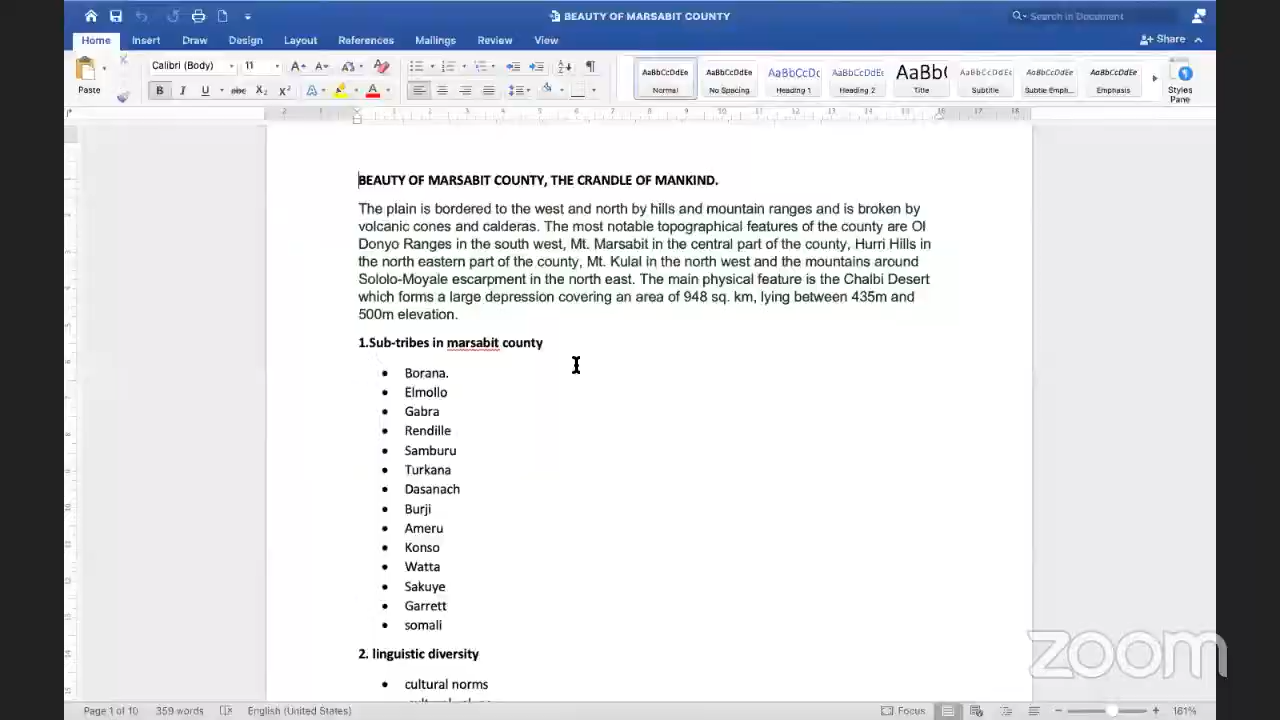 BEAUTY OF MARSABIT COUNTY
Search in Document
Home Insert Draw Design Layout References Mailings Review View
Share
Paste
Calibri (Body) 11
B I U abc X2 X2
AaBbCcDdEe AaBbCcDdEe AaBbCcDc AaBbCcDdEe AaBb( AaBbCcDdEe AaBbCcDdEe AaBbCcDdEe
Normal No Spacing Heading 1 Heading 2 Title Subtitle Subtle Emph... Emphasis
Styles
Pane
BEAUTY OF MARSABIT COUNTY, THE CRANDLE OF MANKIND.
The plain is bordered to the west and north by hills and mountain ranges and is broken by
volcanic cones and calderas. The most notable topographical features of the county are Ol
Donyo Ranges in the south west, Mt. Marsabit in the central part of the county, Hurri Hills in
the north eastern part of the county, Mt. Kulal in the north west and the mountains around
Sololo-Moyale escarpment in the north east. The main physical feature is the Chalbi Desert
which forms a large depression covering an area of 948 sq. km, lying between 435m and
500m elevation.
1.Sub-tribes in marsabit county
• Borana.
• Elmollo
• Gabra
• Rendille
• Samburu
• Turkana
• Dasanach
• Burji
• Ameru
• Konso
• Watta
• Sakuye
• Garrett
• somali
2. linguistic diversity
• cultural norms
Page 1 of 10 359 words English (United States) Focus 161%
zoom